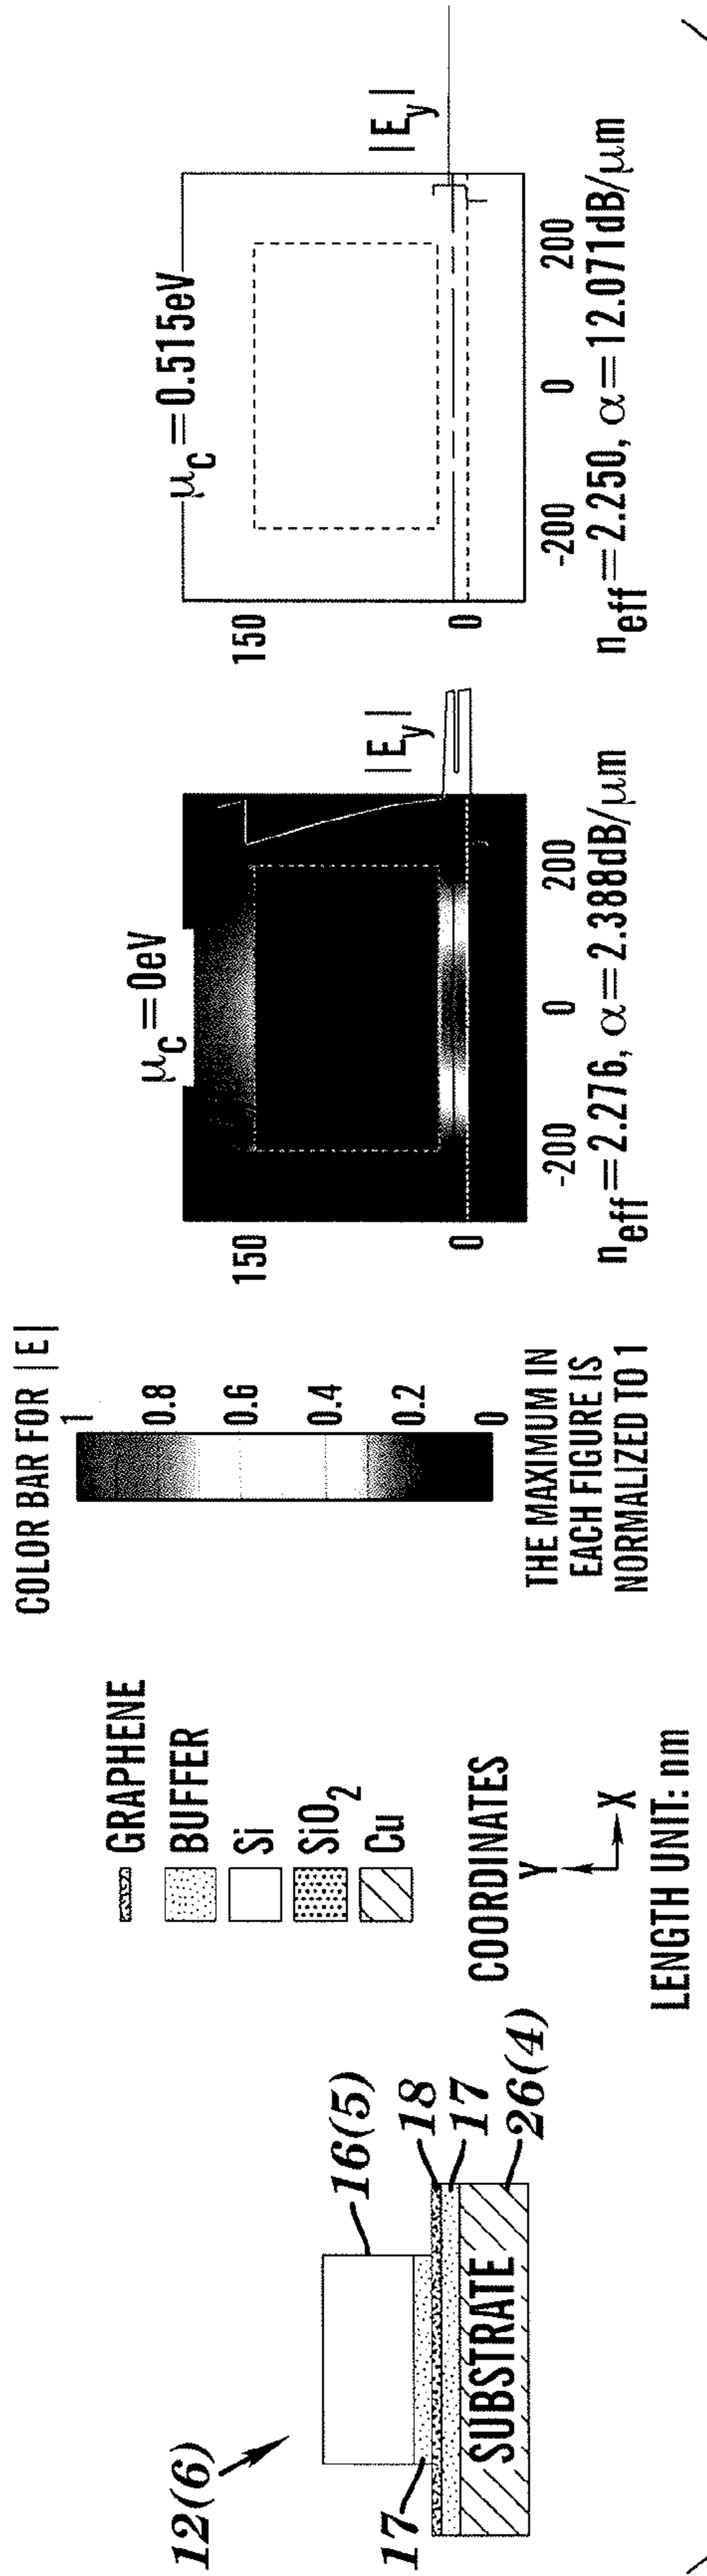 12(6)
17
16(5)
18
17
26(4)
SUBSTRATE
GRAPHENE
BUFFER
Si
SiO2
Cu
COORDINATES
Y
X
LENGTH UNIT: nm
COLOR BAR FOR |E|
1
0.8
0.6
0.4
0.2
0
THE MAXIMUM IN
EACH FIGURE IS
NORMALIZED TO 1
μc=0eV
150
0
|Ey|
-200 0 200
neff=2.276, α=2.388dB/μm
μc=0.515eV
150
0
|Ey|
-200 0 200
neff=2.250, α=12.071dB/μm